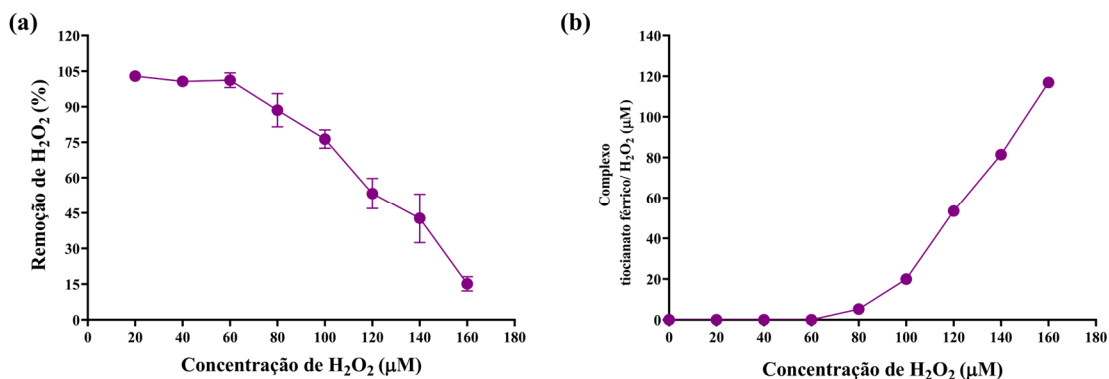 (a)
Remoção de H₂O₂ (%)
120
105
90
75
60
45
30
15
0
0 20 40 60 80 100 120 140 160 180
Concentração de H₂O₂ (µM)
(b)
Complexo
tiocianato férrico/ H₂O₂ (µM)
140
120
100
80
60
40
20
0
0 20 40 60 80 100 120 140 160 180
Concentração de H₂O₂ (µM)